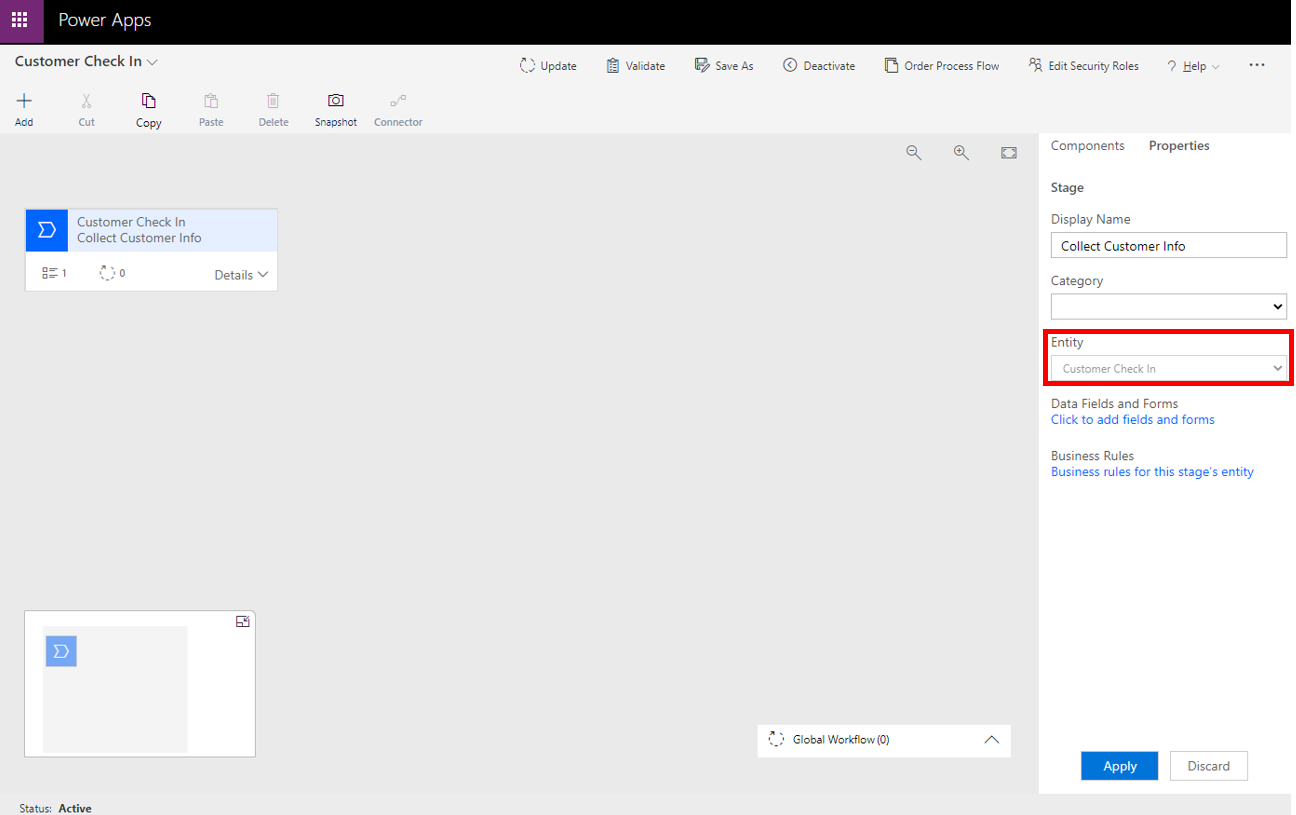 Power Apps
Customer Check In
Update
Validate
Save As
Deactivate
Order Process Flow
Edit Security Roles
? Help
...
Add
Cut
Copy
Paste
Delete
Snapshot
Connector
Components
Properties
Customer Check In
Collect Customer Info
1
0
Details
Stage
Display Name
Collect Customer Info
Category
Entity
Customer Check In
Data Fields and Forms
Click to add fields and forms
Business Rules
Business rules for this stage's entity
Global Workflow (0)
Apply
Discard
Status: Active